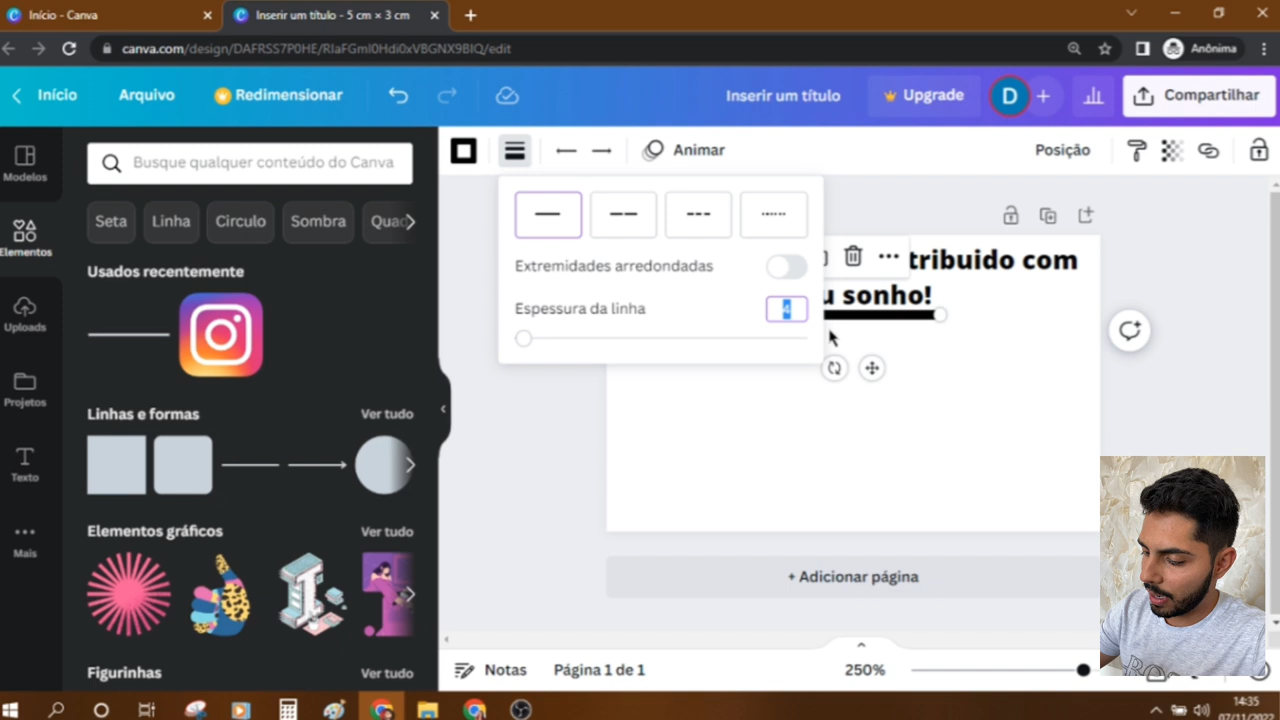 Início - Canva
Inserir um título - 5 cm × 3 cm
canva.com/design/DAFRSS7P0HE/RIaFGmI0Hdi0xVBGNX9BIQ/edit
Anônima
Início
Arquivo
Redimensionar
Inserir um título
Upgrade
D
Compartilhar
Modelos
Elementos
Uploads
Projetos
Texto
Mais
Busque qualquer conteúdo do Canva
Seta
Linha
Circulo
Sombra
Quad
Usados recentemente
Linhas e formas
Ver tudo
Elementos gráficos
Ver tudo
Figurinhas
Ver tudo
Animar
Posição
Extremidades arredondadas
Espessura da linha
4
tribuido com
u sonho!
+ Adicionar página
Notas
Página 1 de 1
250%
14:35